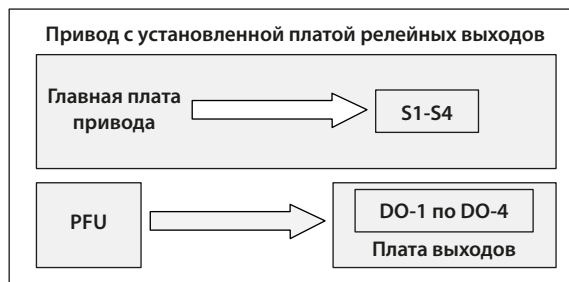 Привод с установленной платой релейных выходов
Главная плата
привода
S1-S4
PFU
DO-1 по DO-4
Плата выходов